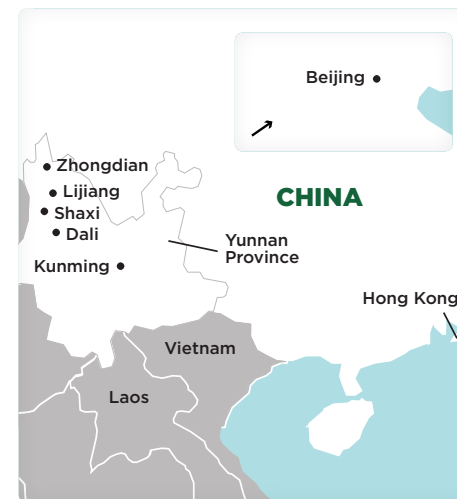 Beijing
Zhongdian
Lijiang
CHINA
Shaxi
Dali
Yunnan
Province
Kunming
Hong Kong
Vietnam
Laos